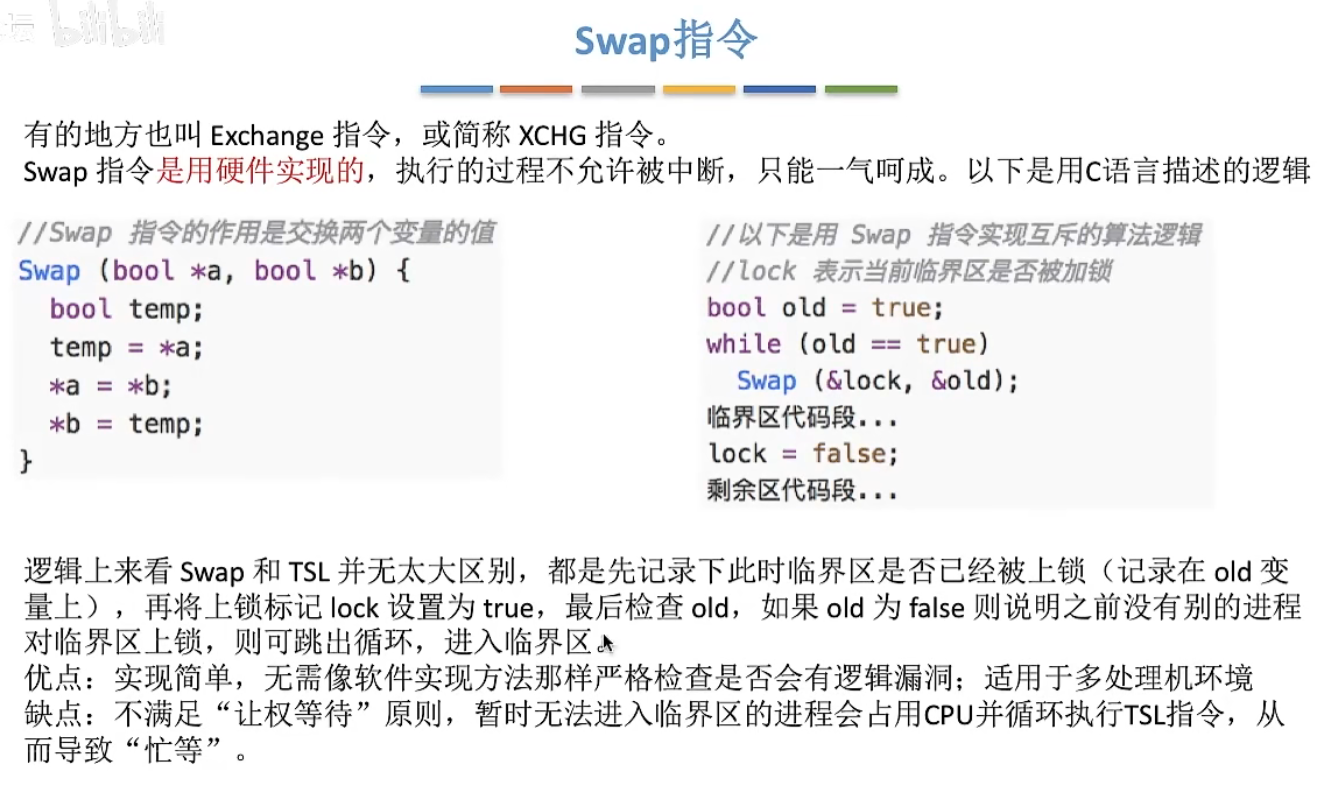 bilibili
Swap指令
有的地方也叫 Exchange 指令，或简称 XCHG 指令。
Swap 指令是用硬件实现的，执行的过程不允许被中断，只能一气呵成。以下是用C语言描述的逻辑
//Swap 指令的作用是交换两个变量的值
Swap (bool *a, bool *b) {
bool temp;
temp = *a;
*a = *b;
*b = temp;
}
//以下是用 Swap 指令实现互斥的算法逻辑
//lock 表示当前临界区是否被加锁
bool old = true;
while (old == true)
Swap (&lock, &old);
临界区代码段...
lock = false;
剩余区代码段...
逻辑上来看 Swap 和 TSL 并无太大区别，都是先记录下此时临界区是否已经被上锁（记录在 old 变
量上），再将上锁标记 lock 设置为 true，最后检查 old，如果 old 为 false 则说明之前没有别的进程
对临界区上锁，则可跳出循环，进入临界区。
优点：实现简单，无需像软件实现方法那样严格检查是否会有逻辑漏洞；适用于多处理机环境
缺点：不满足“让权等待”原则，暂时无法进入临界区的进程会占用CPU并循环执行TSL指令，从
而导致“忙等”。